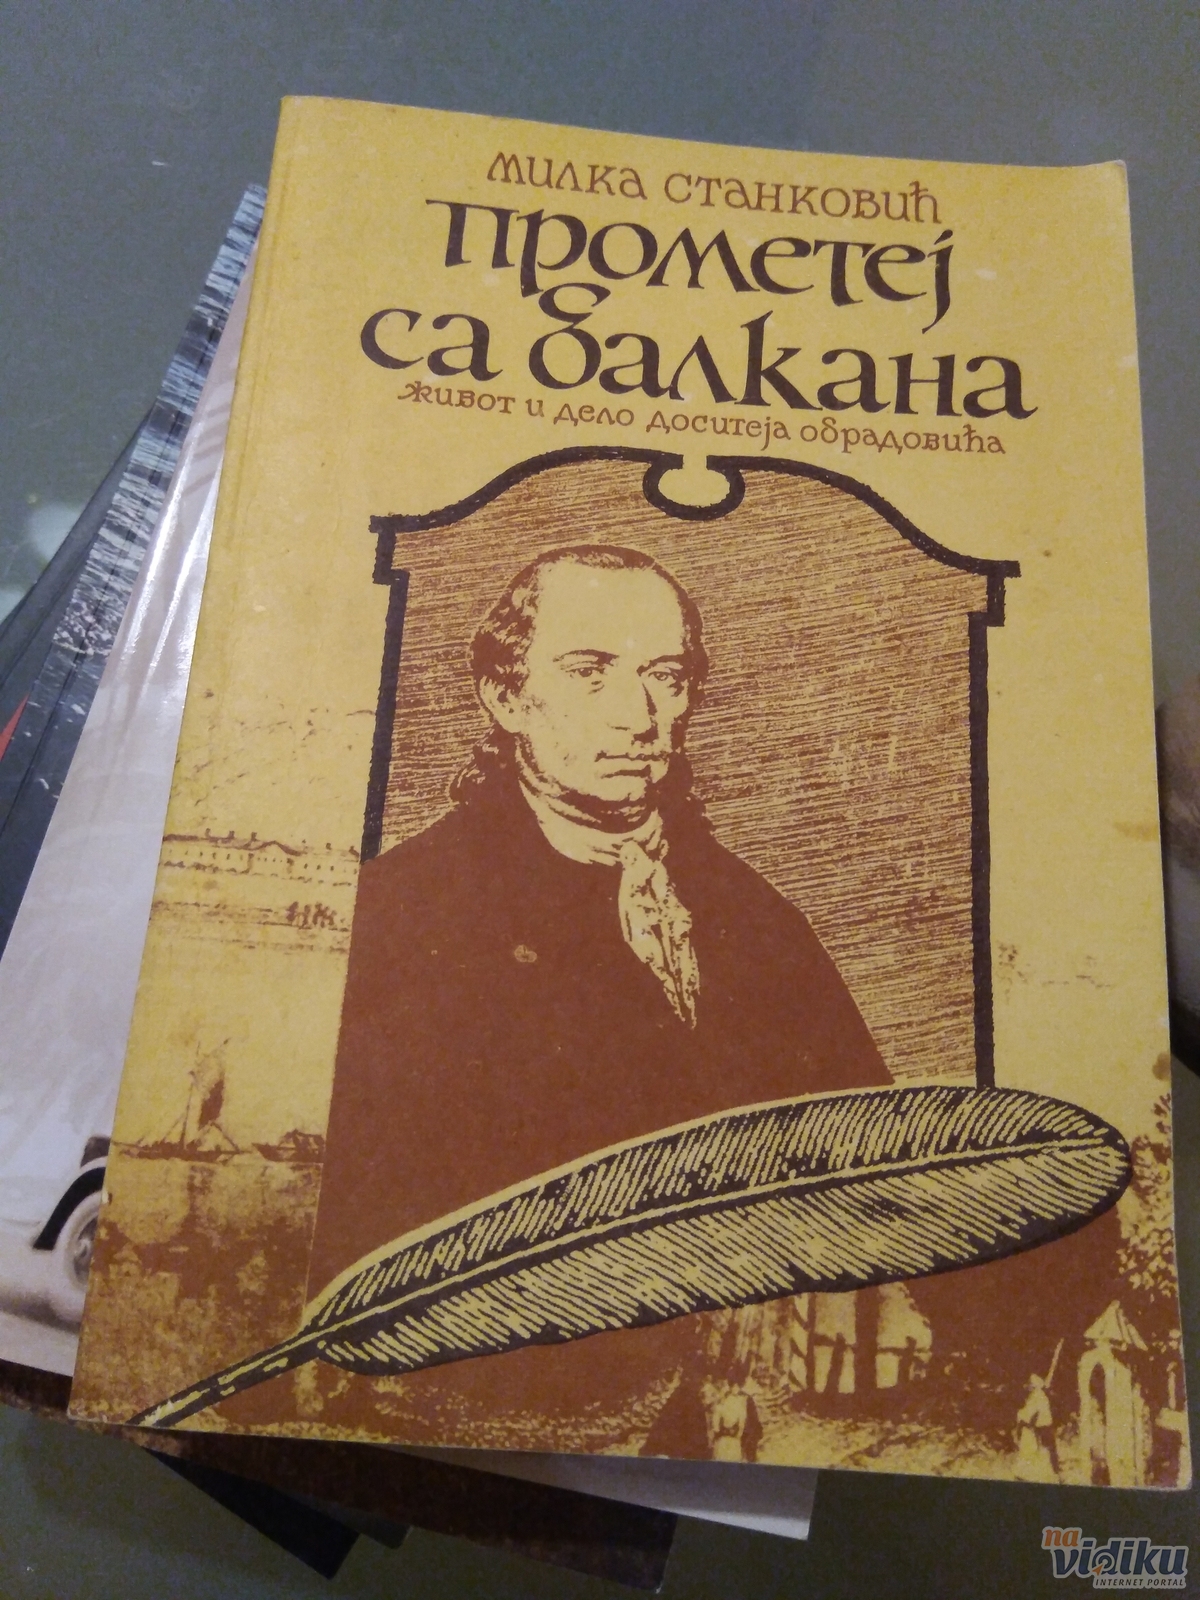 Милка Станковић
Прометеј
са Балкана
живот и дело доситеја обрадовића
na
vidiku
INTERNET PORTAL